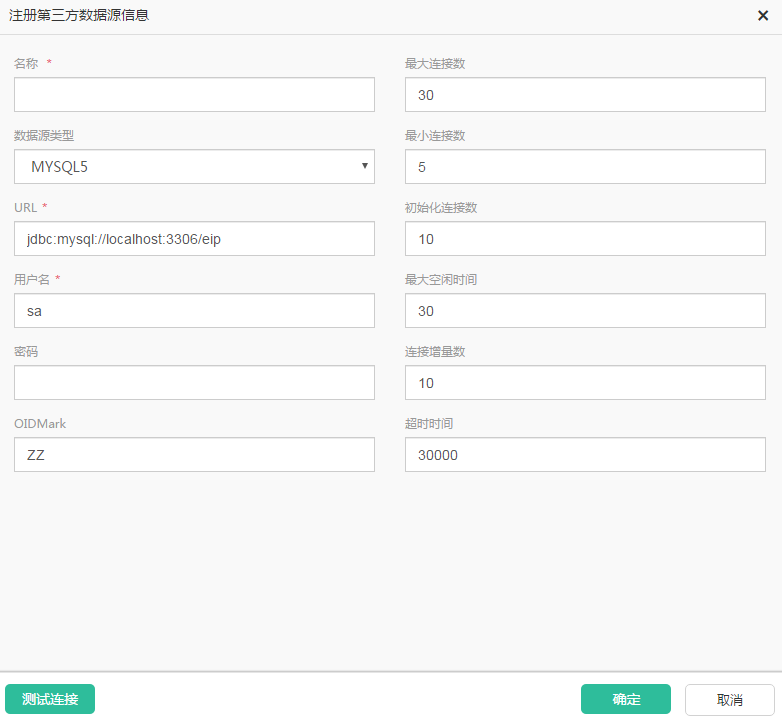 注册第三方数据源信息
名称 *
最大连接数
30
数据源类型
MYSQL5
最小连接数
5
URL *
jdbc:mysql://localhost:3306/eip
初始化连接数
10
用户名 *
sa
最大空闲时间
30
密码
连接增量数
10
OIDMark
ZZ
超时时间
30000
测试连接
确定
取消